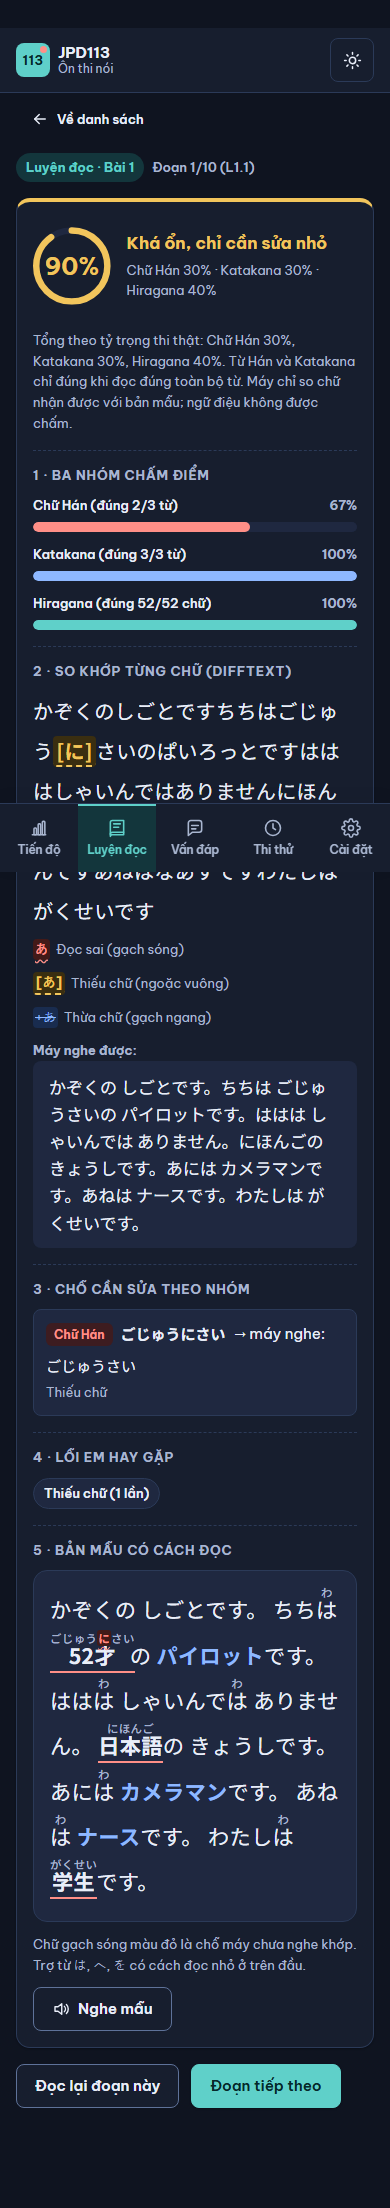 113
JPD113
Ôn thi nói
Về danh sách
Luyện đọc · Bài 1
Đoạn 1/10 (L1.1)
90%
Khá ổn, chỉ cần sửa nhỏ
Chữ Hán 30% · Katakana 30% ·
Hiragana 40%
Tổng theo tỷ trọng thi thật: Chữ Hán 30%,
Katakana 30%, Hiragana 40%. Từ Hán và Katakana
chỉ đúng khi đọc đúng toàn bộ từ. Máy chỉ so chữ
nhận được với bản mẫu; ngữ điệu không được
chấm.
1 · BA NHÓM CHẤM ĐIỂM
Chữ Hán (đúng 2/3 từ)
67%
Katakana (đúng 3/3 từ)
100%
Hiragana (đúng 52/52 chữ)
100%
2 · SO KHỚP TỪNG CHỮ (DIFFTEXT)
かぞくのしごとですちちはごじゅ
う[に]さいのぱいろっとですはは
はしゃいんではありませんにほん
Tiến độ
Luyện đọc
Vấn đáp
Thi thử
Cài đặt
んですあねはなあすですわたしは
がくせいです
あ Đọc sai (gạch sóng)
[あ] Thiếu chữ (ngoặc vuông)
+あ Thừa chữ (gạch ngang)
Máy nghe được:
かぞくの しごとです。ちちは ごじゅ
うさいの パイロットです。ははは し
ゃいんでは ありません。にほんごの
きょうしです。あには カメラマンで
す。あねは ナースです。わたしは が
くせいです。
3 · CHỖ CẦN SỬA THEO NHÓM
Chữ Hán ごじゅうにさい → máy nghe:
ごじゅうさい
Thiếu chữ
4 · LỖI EM HAY GẶP
Thiếu chữ (1 lần)
5 · BẢN MẪU CÓ CÁCH ĐỌC
わ
かぞくの しごとです。 ちちは
ごじゅうにさい
52才の パイロットです。
わ わ
ははは しゃいんでは ありませ
にほんご
ん。 日本語の きょうしです。
わ
あには カメラマンです。 あね
わ わ
は ナースです。 わたしは
がくせい
学生です。
Chữ gạch sóng màu đỏ là chỗ máy chưa nghe khớp.
Trợ từ は, へ, を có cách đọc nhỏ ở trên đầu.
Nghe mẫu
Đọc lại đoạn này
Đoạn tiếp theo